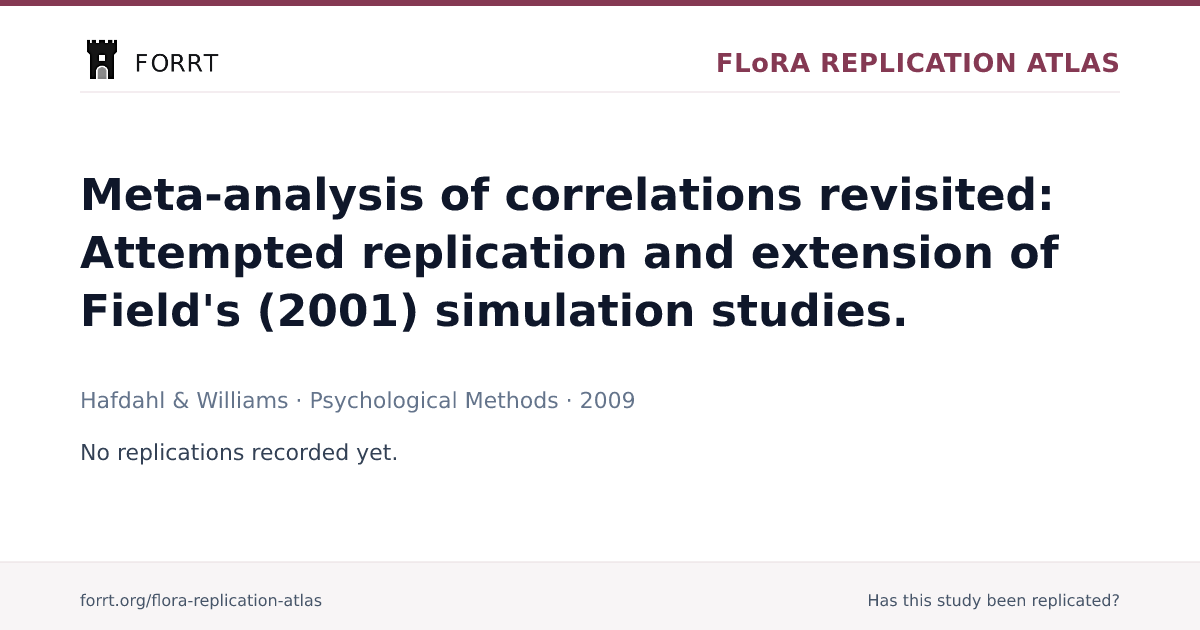 FORRT
FLoRA REPLICATION ATLAS
Meta-analysis of correlations revisited:
Attempted replication and extension of
Field's (2001) simulation studies.
Hafdahl & Williams · Psychological Methods · 2009
No replications recorded yet.
forrt.org/flora-replication-atlas
Has this study been replicated?